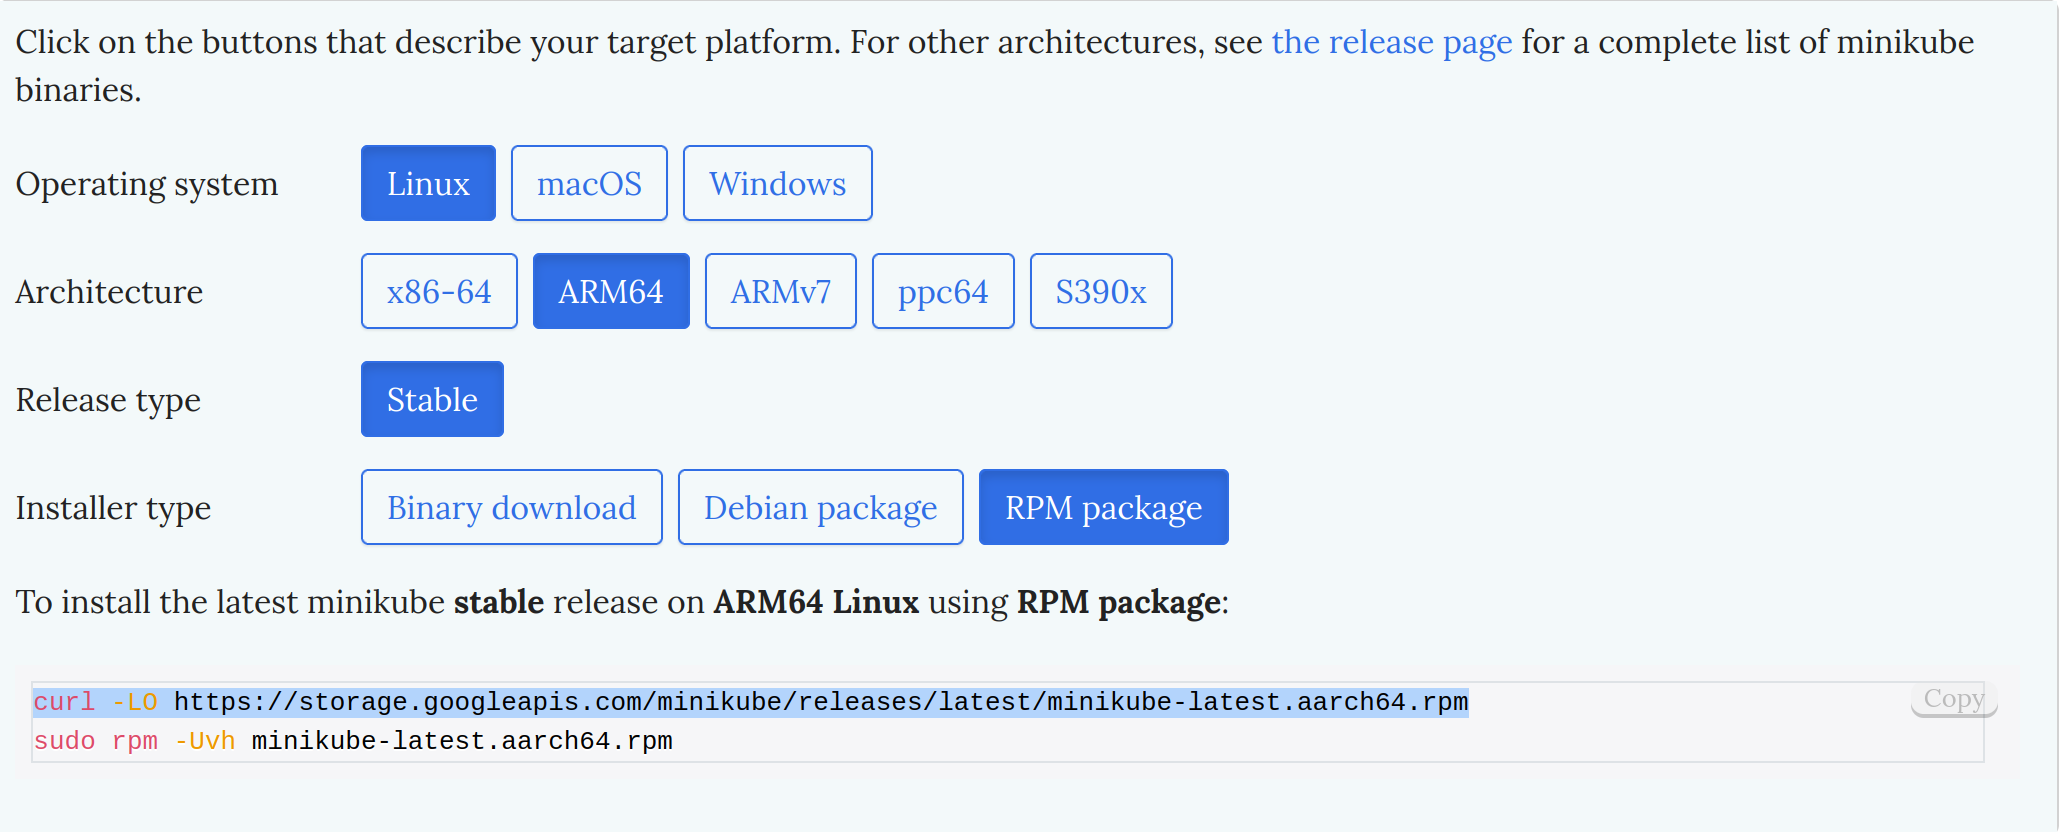 Click on the buttons that describe your target platform. For other architectures, see the release page for a complete list of minikube
binaries.
Operating system Linux macOS Windows
Architecture x86-64 ARM64 ARMv7 ppc64 S390x
Release type Stable
Installer type Binary download Debian package RPM package
To install the latest minikube stable release on ARM64 Linux using RPM package:
curl -LO https://storage.googleapis.com/minikube/releases/latest/minikube-latest.aarch64.rpm
Copy
sudo rpm -Uvh minikube-latest.aarch64.rpm